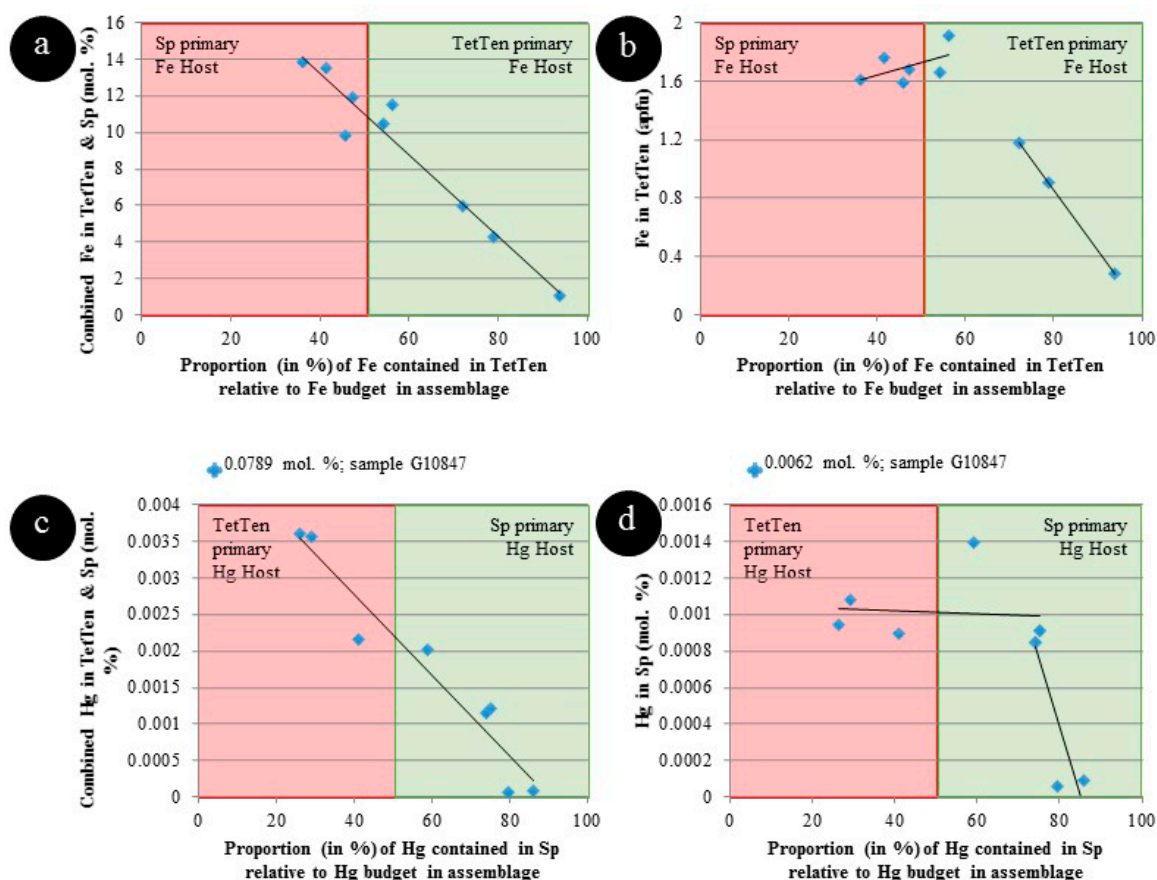 a
16
14
12
10
8
6
4
2
0
Combined Fe in TetTen & Sp (mol. %)
Sp primary
Fe Host
TetTen primary
Fe Host
0 20 40 60 80 100
Proportion (in %) of Fe contained in TetTen
relative to Fe budget in assemblage
b
2
1.6
1.2
0.8
0.4
0
Fe in TetTen (apfu)
Sp primary
Fe Host
TetTen primary
Fe Host
0 20 40 60 80 100
Proportion (in %) of Fe contained in TetTen
relative to Fe budget in assemblage
0.0789 mol. %; sample G10847
c
0.004
0.0035
0.003
0.0025
0.002
0.0015
0.001
0.0005
0
Combined Hg in TetTen & Sp (mol.
%)
TetTen
primary
Hg Host
Sp primary
Hg Host
0 20 40 60 80 100
Proportion (in %) of Hg contained in Sp
relative to Hg budget in assemblage
0.0062 mol. %; sample G10847
d
0.0016
0.0014
0.0012
0.001
0.0008
0.0006
0.0004
0.0002
0
Hg in Sp (mol. %)
TetTen
primary
Hg Host
Sp primary
Hg Host
0 20 40 60 80 100
Proportion (in %) of Hg contained in Sp
relative to Hg budget in assemblage